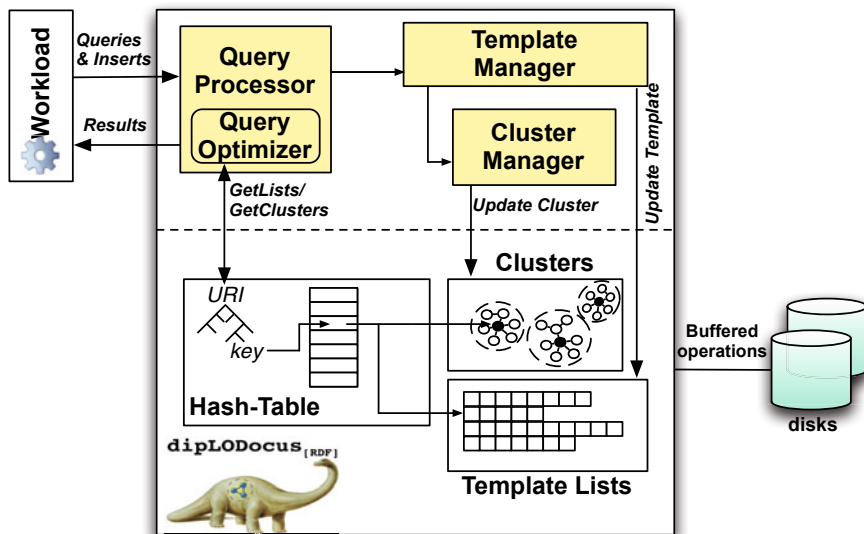 Workload
Queries
& Inserts
Results
Query
Processor
Query
Optimizer
Template
Manager
Cluster
Manager
GetLists/
GetClusters
Update Cluster
Update Template
Clusters
URI
key
Hash-Table
Template Lists
Buffered
operations
disks
dipLODocus[RDF]